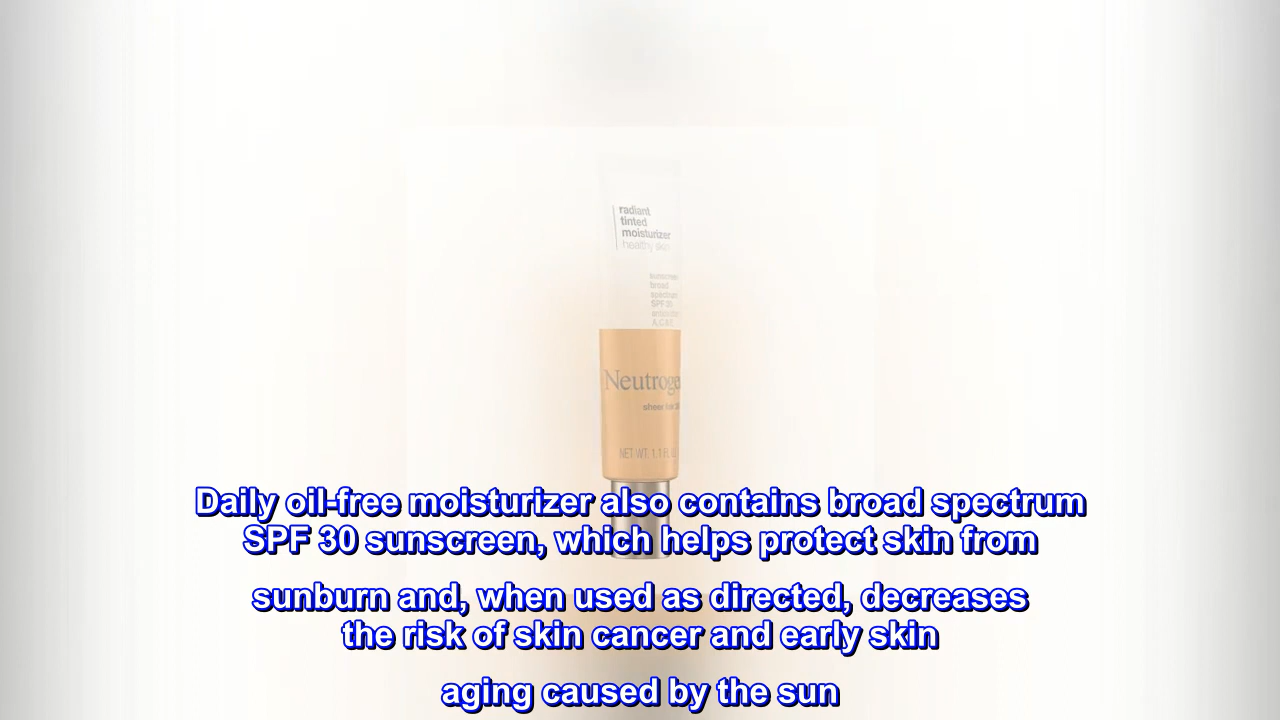 radiant
tinted
moisturizer
healthy skin
sunscreen
broad
spectrum
SPF 30
A,C & E
Neutroge
sheer
NET WT. 1.1 FL
Daily oil-free moisturizer also contains broad spectrum
SPF 30 sunscreen, which helps protect skin from
sunburn and, when used as directed, decreases
the risk of skin cancer and early skin
aging caused by the sun